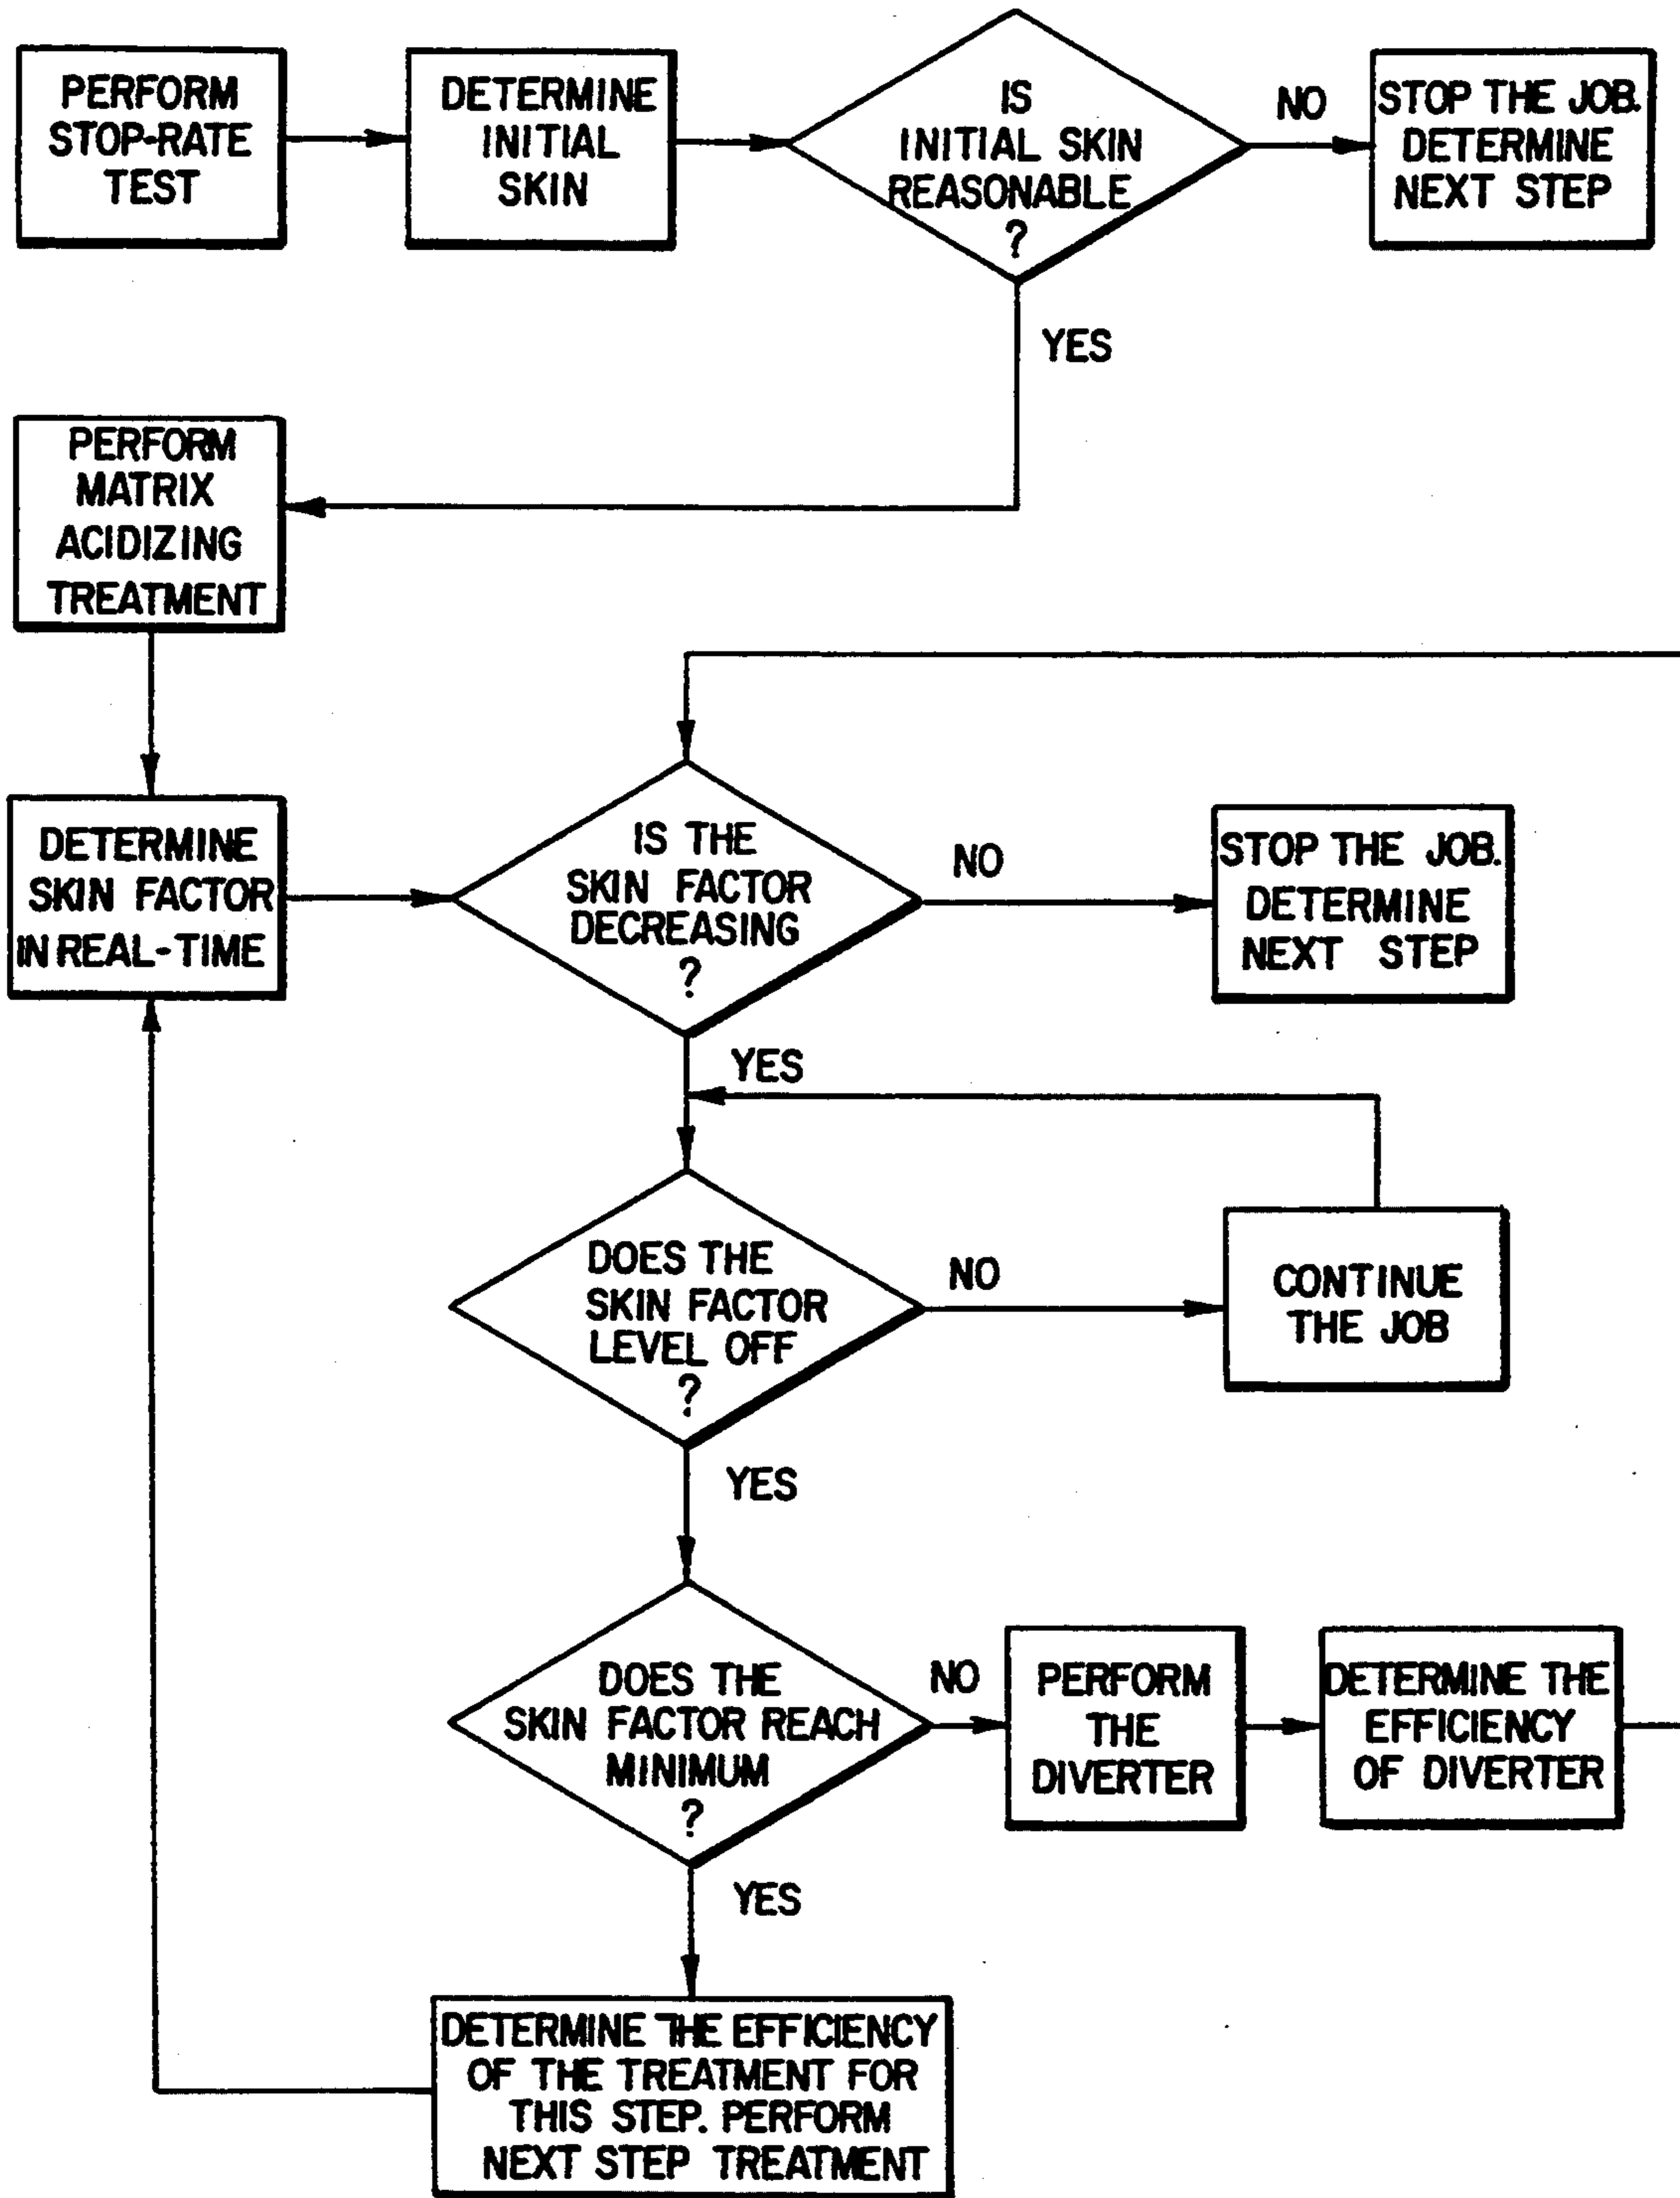 PERFORM
STOP-RATE
TEST
DETERMINE
INITIAL
SKIN
IS
INITIAL SKIN
REASONABLE
?
NO
STOP THE JOB.
DETERMINE
NEXT STEP
YES
PERFORM
MATRIX
ACIDIZING
TREATMENT
DETERMINE
SKIN FACTOR
IN REAL-TIME
IS THE
SKIN FACTOR
DECREASING
?
NO
STOP THE JOB.
DETERMINE
NEXT STEP
YES
DOES THE
SKIN FACTOR
LEVEL OFF
?
NO
CONTINUE
THE JOB
YES
DOES THE
SKIN FACTOR REACH
MINIMUM
?
NO
PERFORM
THE
DIVERTER
DETERMINE THE
EFFICIENCY
OF DIVERTER
YES
DETERMINE THE EFFICIENCY
OF THE TREATMENT FOR
THIS STEP. PERFORM
NEXT STEP TREATMENT